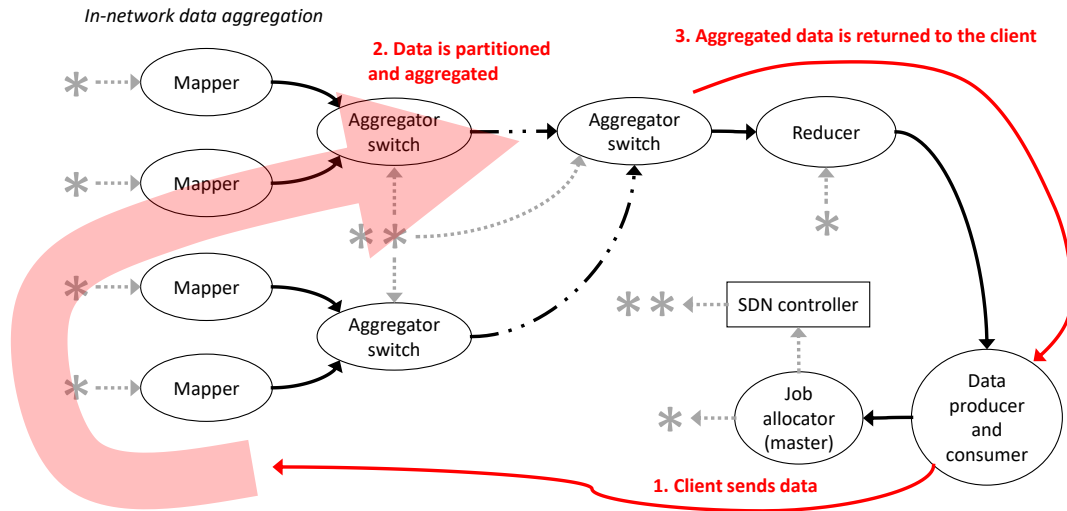 In-network data aggregation
2. Data is partitioned
and aggregated
3. Aggregated data is returned to the client
* Mapper
Aggregator
switch
Aggregator
switch
Reducer
* Mapper
* *
*
* Mapper
* *
SDN controller
Aggregator
switch
* Mapper
*
Job
allocator
(master)
Data
producer
and
consumer
1. Client sends data